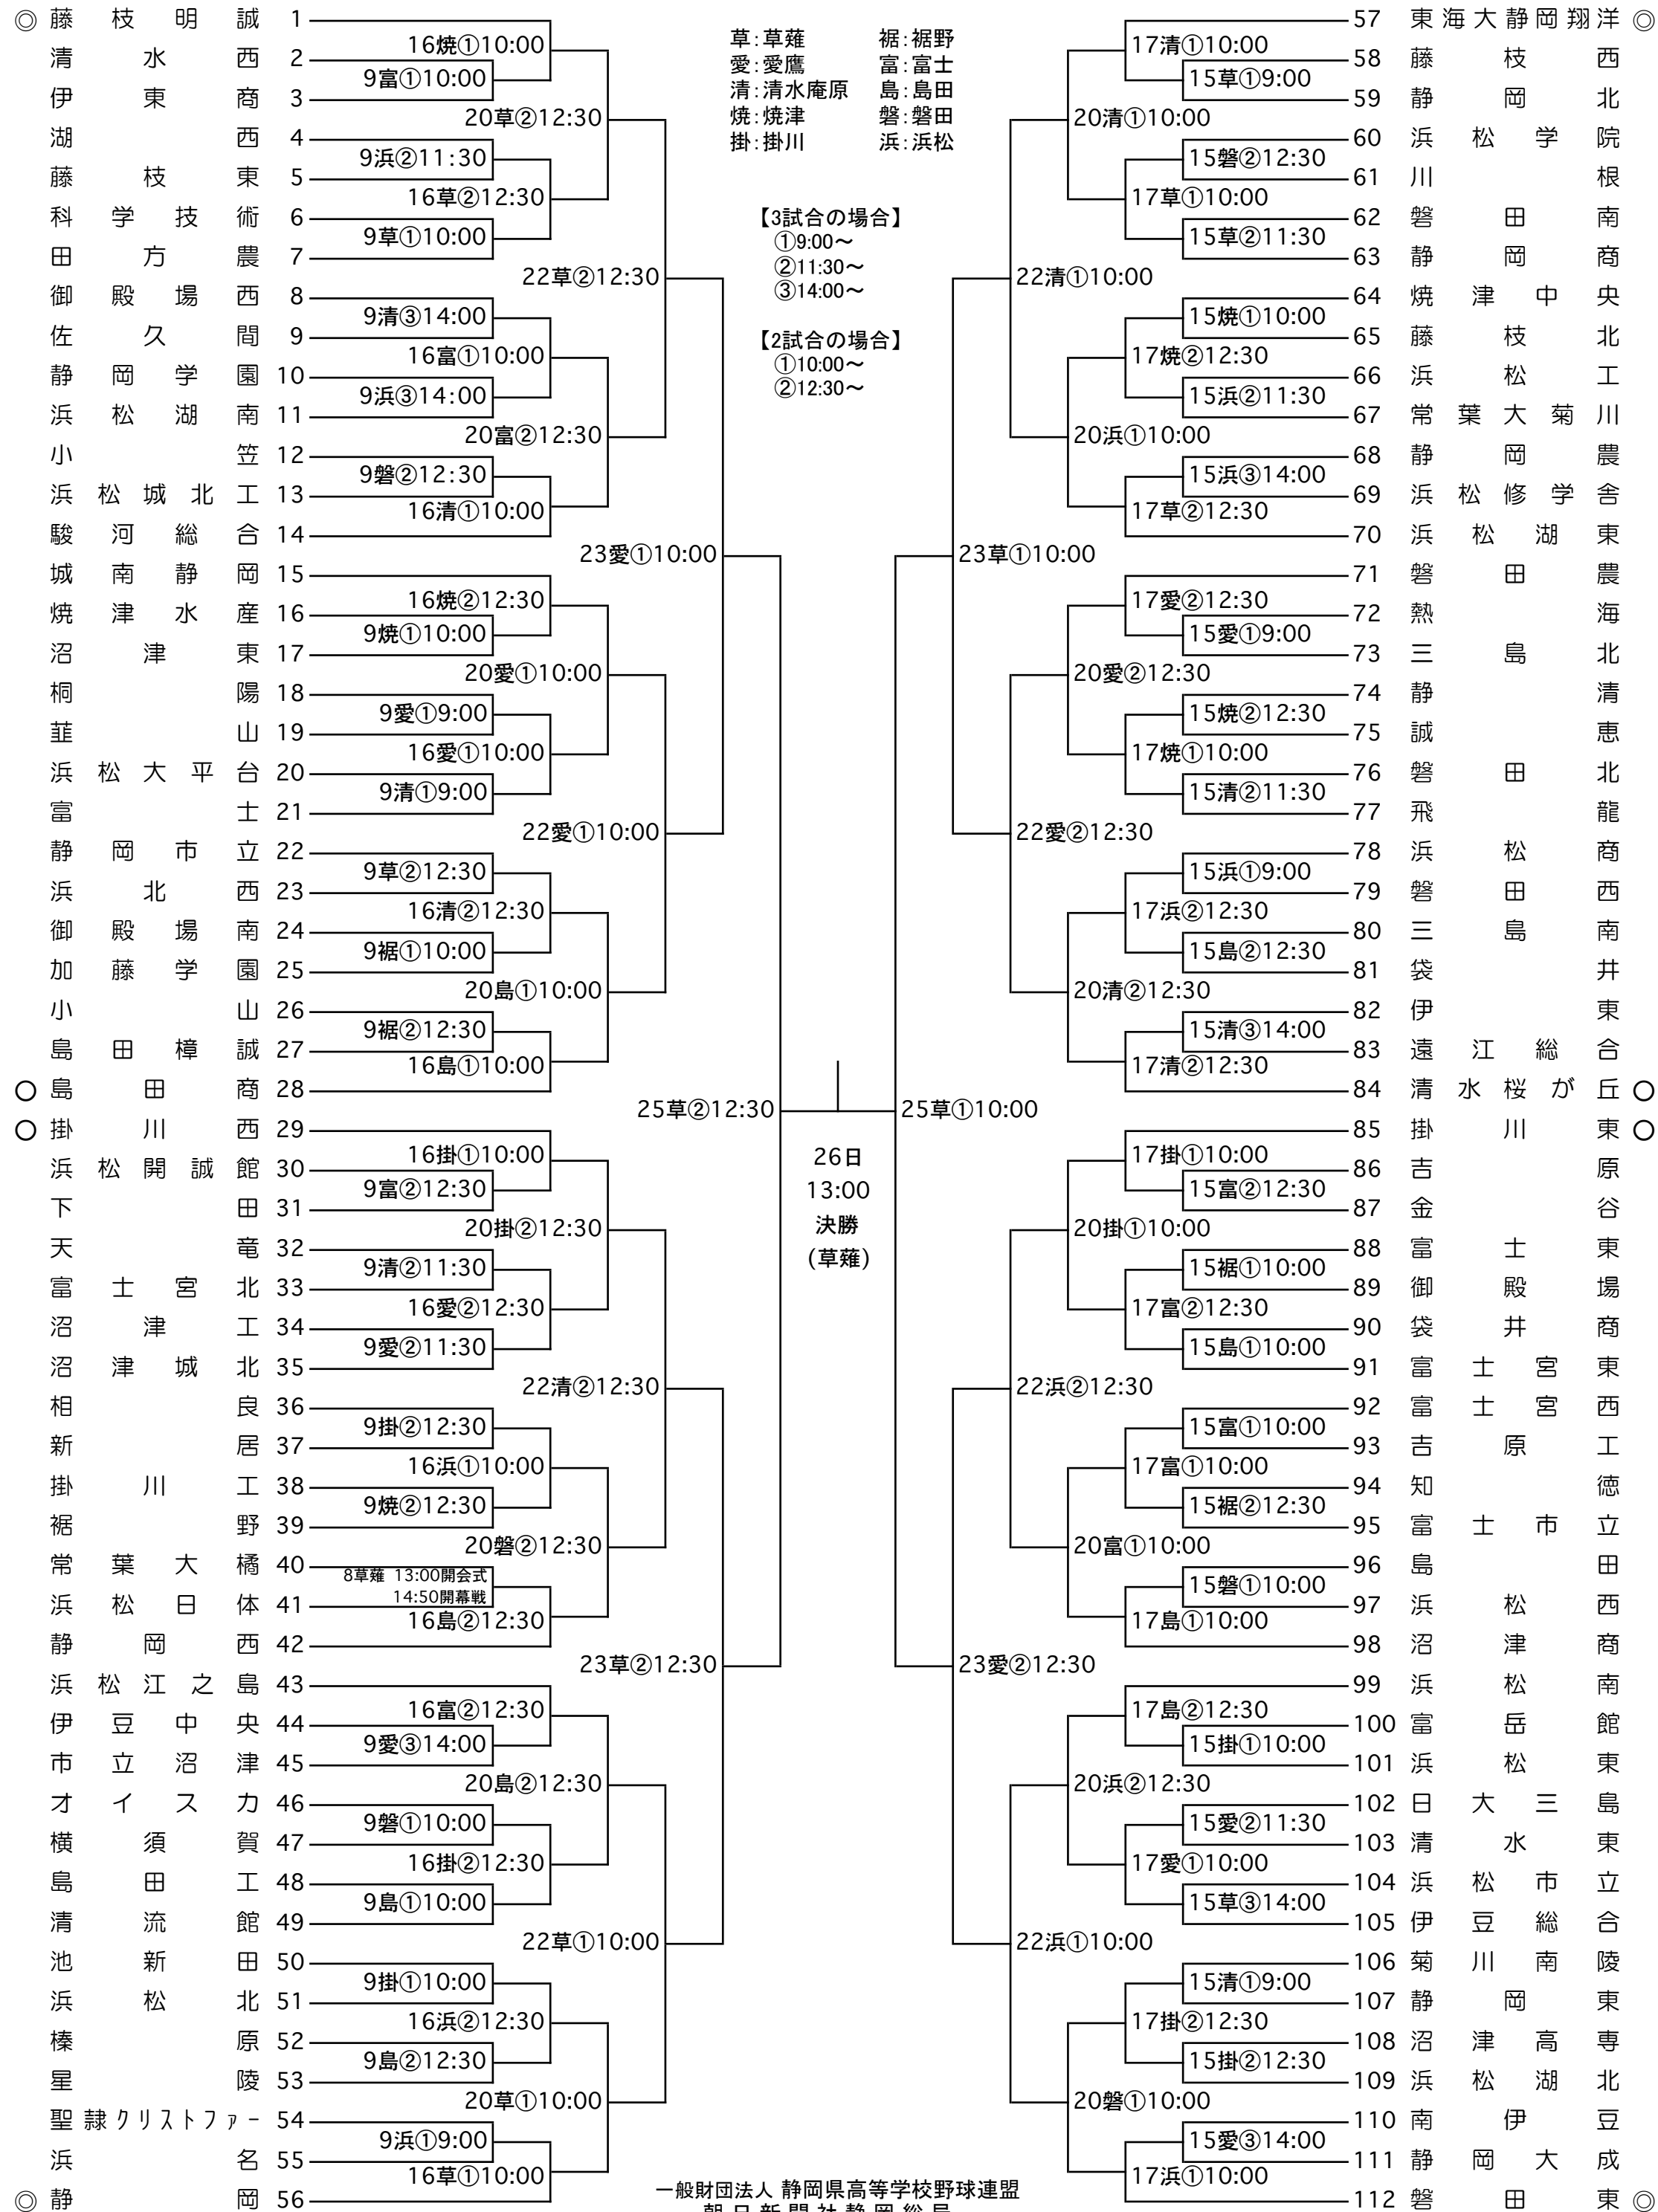 ◎ 藤枝明誠 1
清水西 2
伊東商 3
湖西 4
藤枝東 5
科学技術 6
田方農 7
御殿場西 8
佐久間 9
静岡学園 10
浜松湖南 11
小笠 12
浜松城北工 13
駿河総合 14
城南静岡 15
焼津水産 16
沼津東 17
桐陽 18
韮山 19
浜松大平台 20
富士 21
静岡市立 22
浜北西 23
御殿場南 24
加藤学園 25
小山 26
島田樟誠 27
○ 島田商 28
○ 掛川西 29
浜松開誠館 30
下田 31
天竜 32
富士宮北 33
沼津工 34
沼津城北 35
相良 36
新居 37
掛川工 38
裾野 39
常葉大橘 40
浜松日体 41
静岡西 42
浜松江之島 43
伊豆中央 44
市立沼津 45
オイスカ 46
横須賀 47
島田工 48
清流館 49
池新田 50
浜松北 51
榛原 52
星陵 53
聖隷クリストファー 54
浜名 55
◎ 静岡 56
16焼①10:00
9富①10:00
20草②12:30
9浜②11:30
16草②12:30
9草①10:00
22草②12:30
9清③14:00
16富①10:00
9浜③14:00
20富②12:30
9磐②12:30
16清①10:00
23愛①10:00
16焼②12:30
9焼①10:00
20愛①10:00
9愛①9:00
16愛①10:00
9清①9:00
22愛①10:00
9草②12:30
16清②12:30
9裾①10:00
20島①10:00
9裾②12:30
16島①10:00
25草②12:30
16掛①10:00
9富②12:30
20掛②12:30
9清②11:30
16愛②12:30
9愛②11:30
22清②12:30
9掛②12:30
16浜①10:00
9焼②12:30
20磐②12:30
8草薙 13:00開会式
14:50開幕戦
16島②12:30
23草②12:30
16富②12:30
9愛③14:00
20島②12:30
9磐①10:00
16掛②12:30
9島①10:00
22草①10:00
9掛①10:00
16浜②12:30
9島②12:30
20草①10:00
9浜①9:00
16草①10:00
草:草薙 裾:裾野
愛:愛鷹 富:富士
清:清水庵原 島:島田
焼:焼津 磐:磐田
掛:掛川 浜:浜松
【3試合の場合】
①9:00～
②11:30～
③14:00～
【2試合の場合】
①10:00～
②12:30～
26日
13:00
決勝
(草薙)
17清①10:00
15草①9:00
20清①10:00
15磐②12:30
17草①10:00
15草②11:30
22清①10:00
15焼①10:00
17焼②12:30
15浜②11:30
20浜①10:00
15浜③14:00
17草②12:30
23草①10:00
17愛②12:30
15愛①9:00
20愛②12:30
15焼②12:30
17焼①10:00
15清②11:30
22愛②12:30
15浜①9:00
17浜②12:30
15島②12:30
20清②12:30
15清③14:00
17清②12:30
25草①10:00
17掛①10:00
15富②12:30
20掛①10:00
15裾①10:00
17富②12:30
15島①10:00
22浜②12:30
15富①10:00
17富①10:00
15裾②12:30
20富①10:00
15磐①10:00
17島①10:00
23愛②12:30
17島②12:30
15掛①10:00
20浜②12:30
15愛②11:30
17愛①10:00
15草③14:00
22浜①10:00
15清①9:00
17掛②12:30
15掛②12:30
20磐①10:00
15愛③14:00
17浜①10:00
57 東海大静岡翔洋 ◎
58 藤枝西
59 静岡北
60 浜松学院
61 川根
62 磐田南
63 静岡商
64 焼津中央
65 藤枝北
66 浜松工
67 常葉大菊川
68 静岡農
69 浜松修学舎
70 浜松湖東
71 磐田農
72 熱海
73 三島北
74 静清
75 誠恵
76 磐田北
77 飛龍
78 浜松商
79 磐田西
80 三島南
81 袋井
82 伊東
83 遠江総合
84 清水桜が丘 ○
85 掛川東 ○
86 吉原
87 金谷
88 富士東
89 御殿場
90 袋井商
91 富士宮東
92 富士宮西
93 吉原工
94 知徳
95 富士市立
96 島田
97 浜松西
98 沼津商
99 浜松南
100 富岳館
101 浜松東
102 日大三島
103 清水東
104 浜松市立
105 伊豆総合
106 菊川南陵
107 静岡東
108 沼津高専
109 浜松湖北
110 南伊豆
111 静岡大成
112 磐田東 ◎
一般財団法人 静岡県高等学校野球連盟
朝日新聞社静岡総局